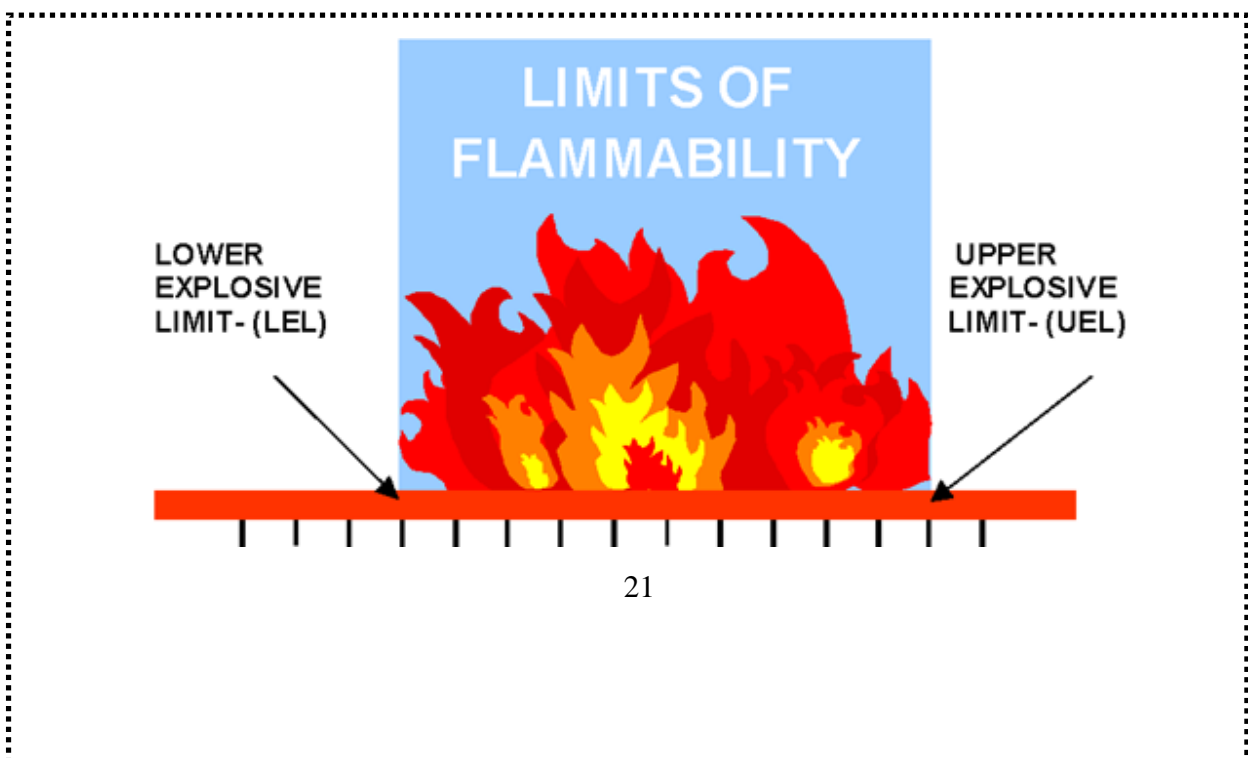 LIMITS OF
FLAMMABILITY
LOWER
EXPLOSIVE
LIMIT- (LEL)
UPPER
EXPLOSIVE
LIMIT- (UEL)
21